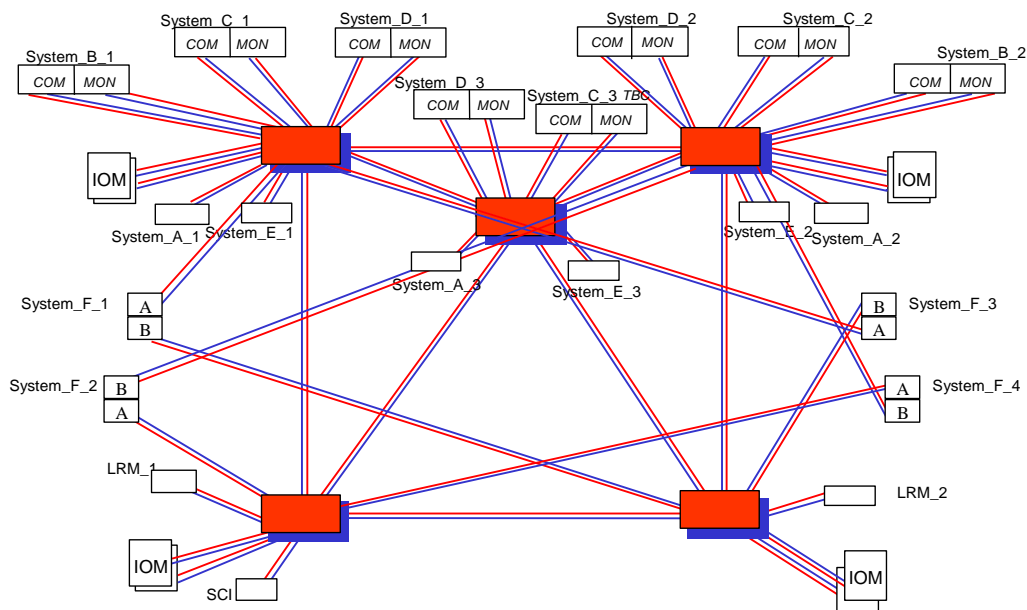 System_C_1
System_D_1
System_D_2
System_C_2
System_B_1
COM MON
COM MON
COM MON
COM MON
System_B_2
COM MON
System_D_3
COM MON
System_C_3 TBC
COM MON
COM MON
COM MON
IOM
IOM
System_A_1
System_E_1
System_E_2
System_A_2
System_A_3
System_E_3
System_F_1
A
B
B
A
System_F_3
System_F_2
B
A
A
B
System_F_4
LRM_1
LRM_2
IOM
IOM
SCI